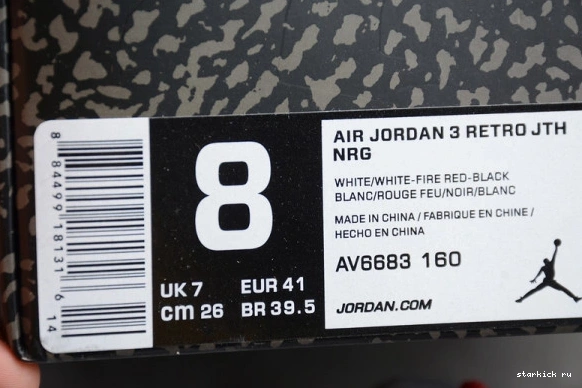 AIR JORDAN 3 RETRO JTH
NRG
WHITE/WHITE-FIRE RED-BLACK
BLANC/ROUGE FEU/NOIR/BLANC
MADE IN CHINA / FABRIQUE EN CHINE /
HECHO EN CHINA
AV6683 160
JORDAN.COM
8
UK 7 EUR 41
cm 26 BR 39.5
8 84499 18131 6 14
starkick ru